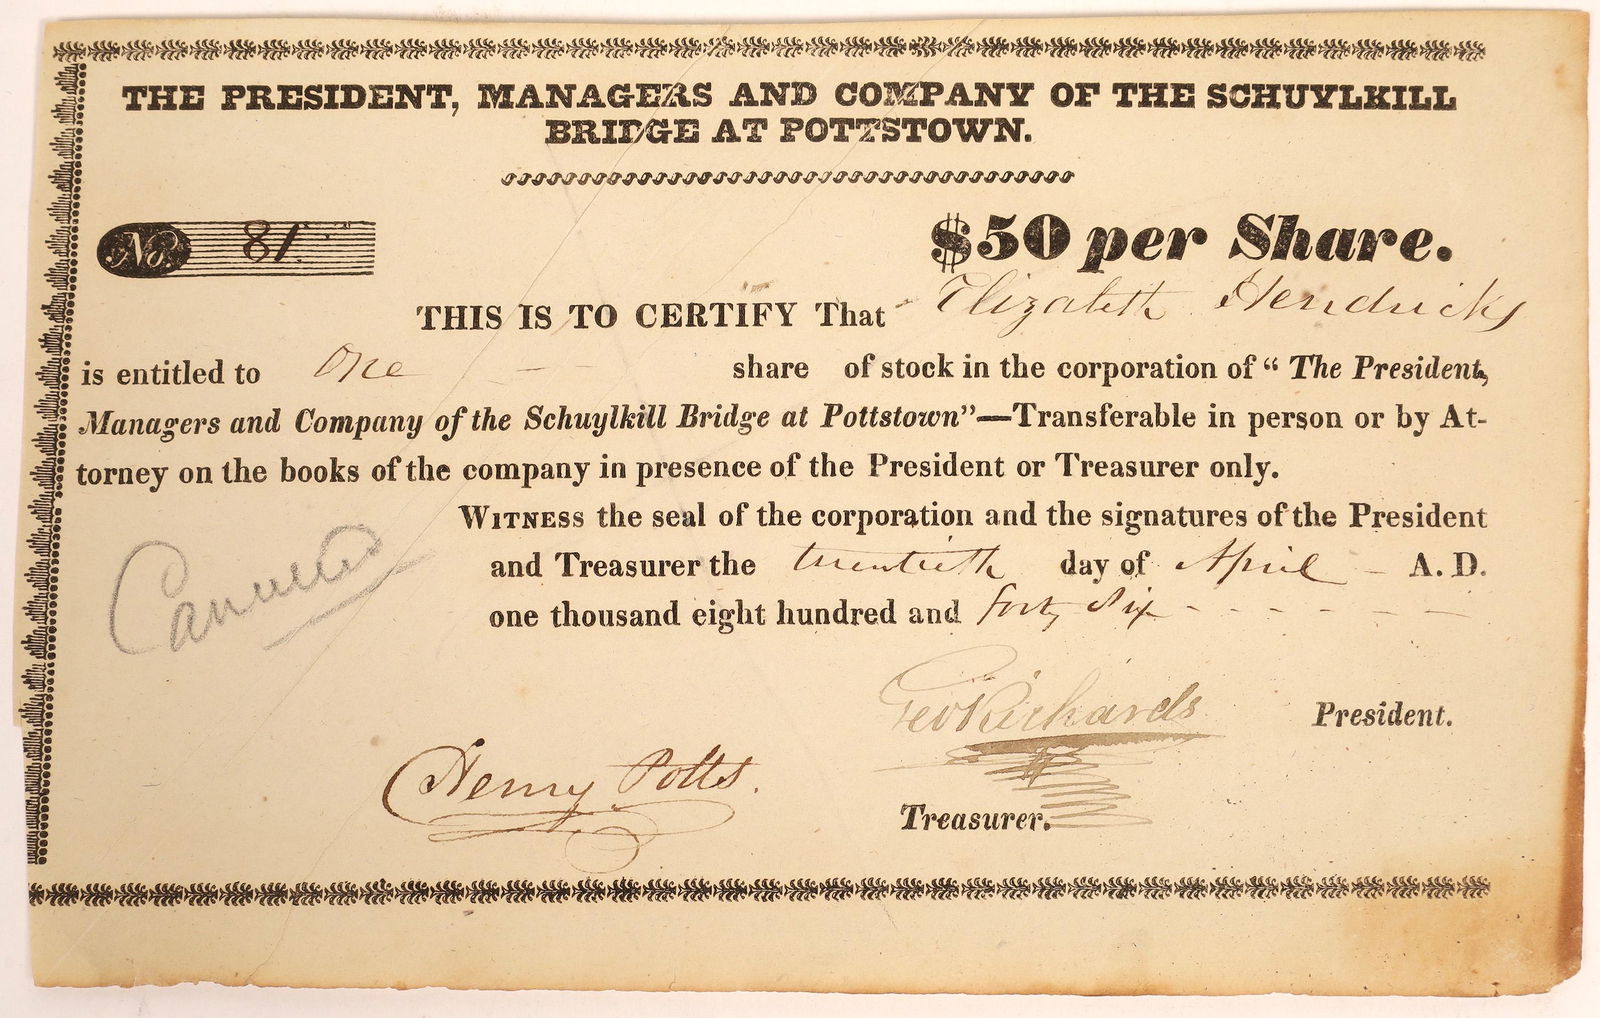 THE PRESIDENT, MANAGERS AND COMPANY OF THE SCHUYLKILL
BRIDGE AT POTTSTOWN.
No. 81.
$50 per Share.
THIS IS TO CERTIFY That Elizabeth Hendricks
is entitled to One - - - share of stock in the corporation of “ The President,
Managers and Company of the Schuylkill Bridge at Pottstown”—Transferable in person or by At-
torney on the books of the company in presence of the President or Treasurer only.
WITNESS the seal of the corporation and the signatures of the President
and Treasurer the twentieth day of April - A. D.
one thousand eight hundred and forty Six - - - - - - -
Cancelled
Geo Richards President.
Henry Potts.
Treasurer.